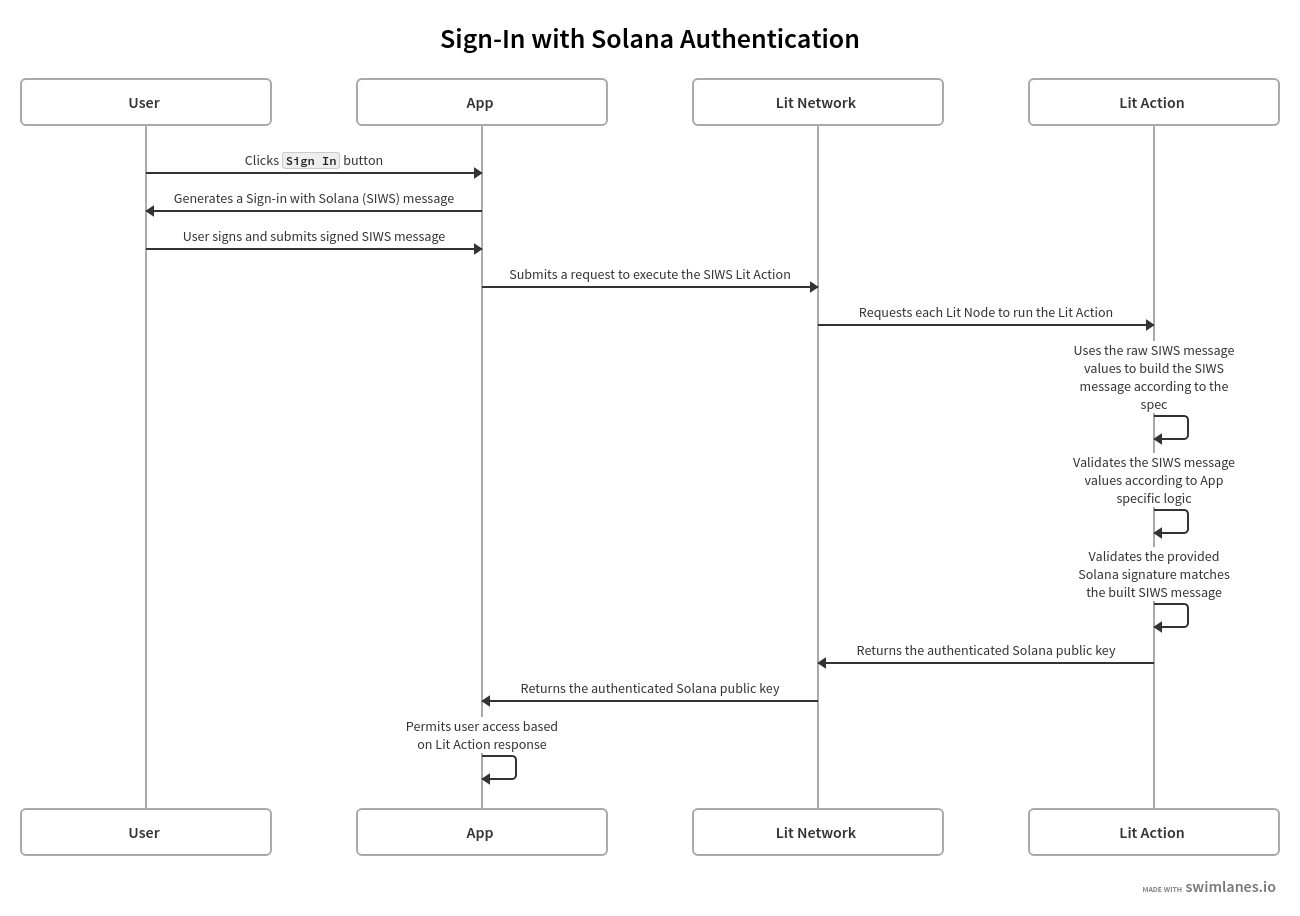 Sign-In with Solana Authentication
User
App
Lit Network
Lit Action
Clicks Sign In button
Generates a Sign-in with Solana (SIWS) message
User signs and submits signed SIWS message
Submits a request to execute the SIWS Lit Action
Requests each Lit Node to run the Lit Action
Uses the raw SIWS message
values to build the SIWS
message according to the
spec
Validates the SIWS message
values according to App
specific logic
Validates the provided
Solana signature matches
the built SIWS message
Returns the authenticated Solana public key
Returns the authenticated Solana public key
Permits user access based
on Lit Action response
User
App
Lit Network
Lit Action
MADE WITH swimlanes.io